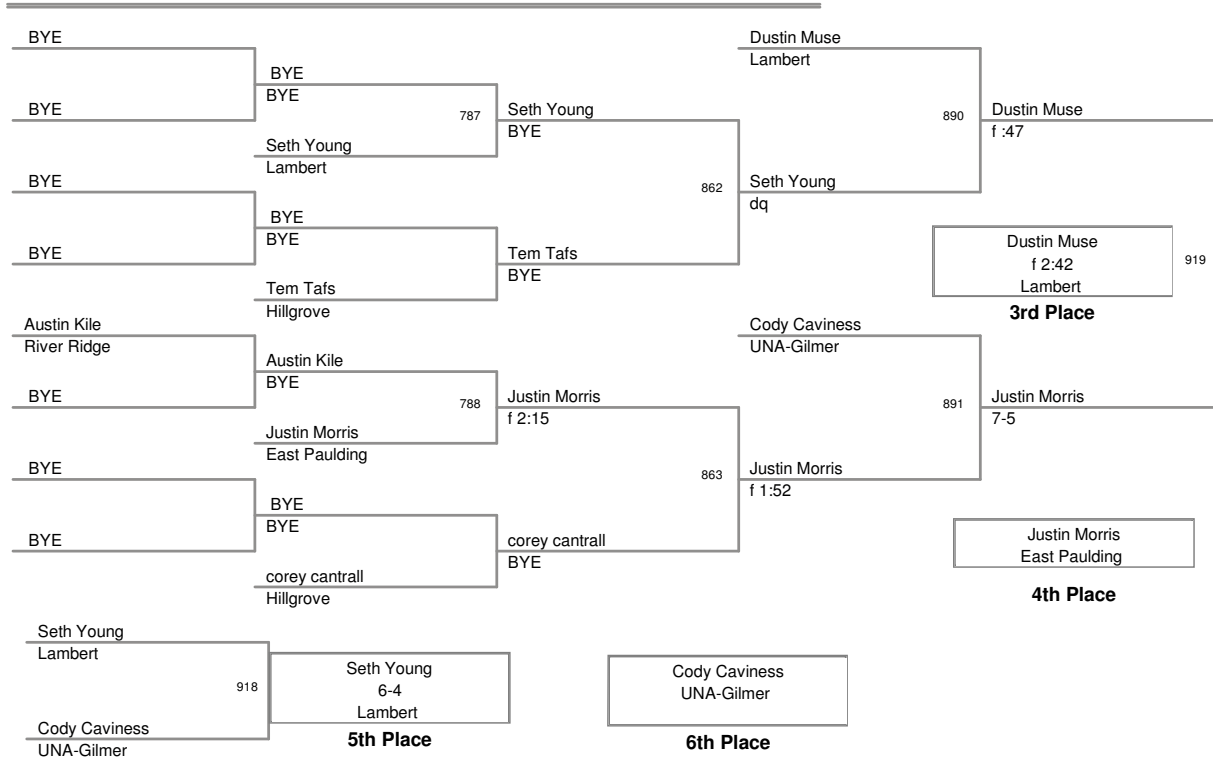 BYE
Dustin Muse
Lambert
BYE
BYE
BYE
787
Seth Young
BYE
890
Dustin Muse
f :47
Seth Young
Lambert
BYE
862
Seth Young
dq
BYE
BYE
BYE
Tem Tafs
BYE
Dustin Muse
f 2:42
Lambert
919
3rd Place
Tem Tafs
Hillgrove
Austin Kile
River Ridge
Cody Caviness
UNA-Gilmer
Austin Kile
BYE
BYE
788
Justin Morris
f 2:15
891
Justin Morris
7-5
Justin Morris
East Paulding
BYE
863
Justin Morris
f 1:52
BYE
BYE
BYE
corey cantrall
BYE
Justin Morris
East Paulding
4th Place
corey cantrall
Hillgrove
Seth Young
Lambert
918
Seth Young
6-4
Lambert
5th Place
Cody Caviness
UNA-Gilmer
6th Place
Cody Caviness
UNA-Gilmer